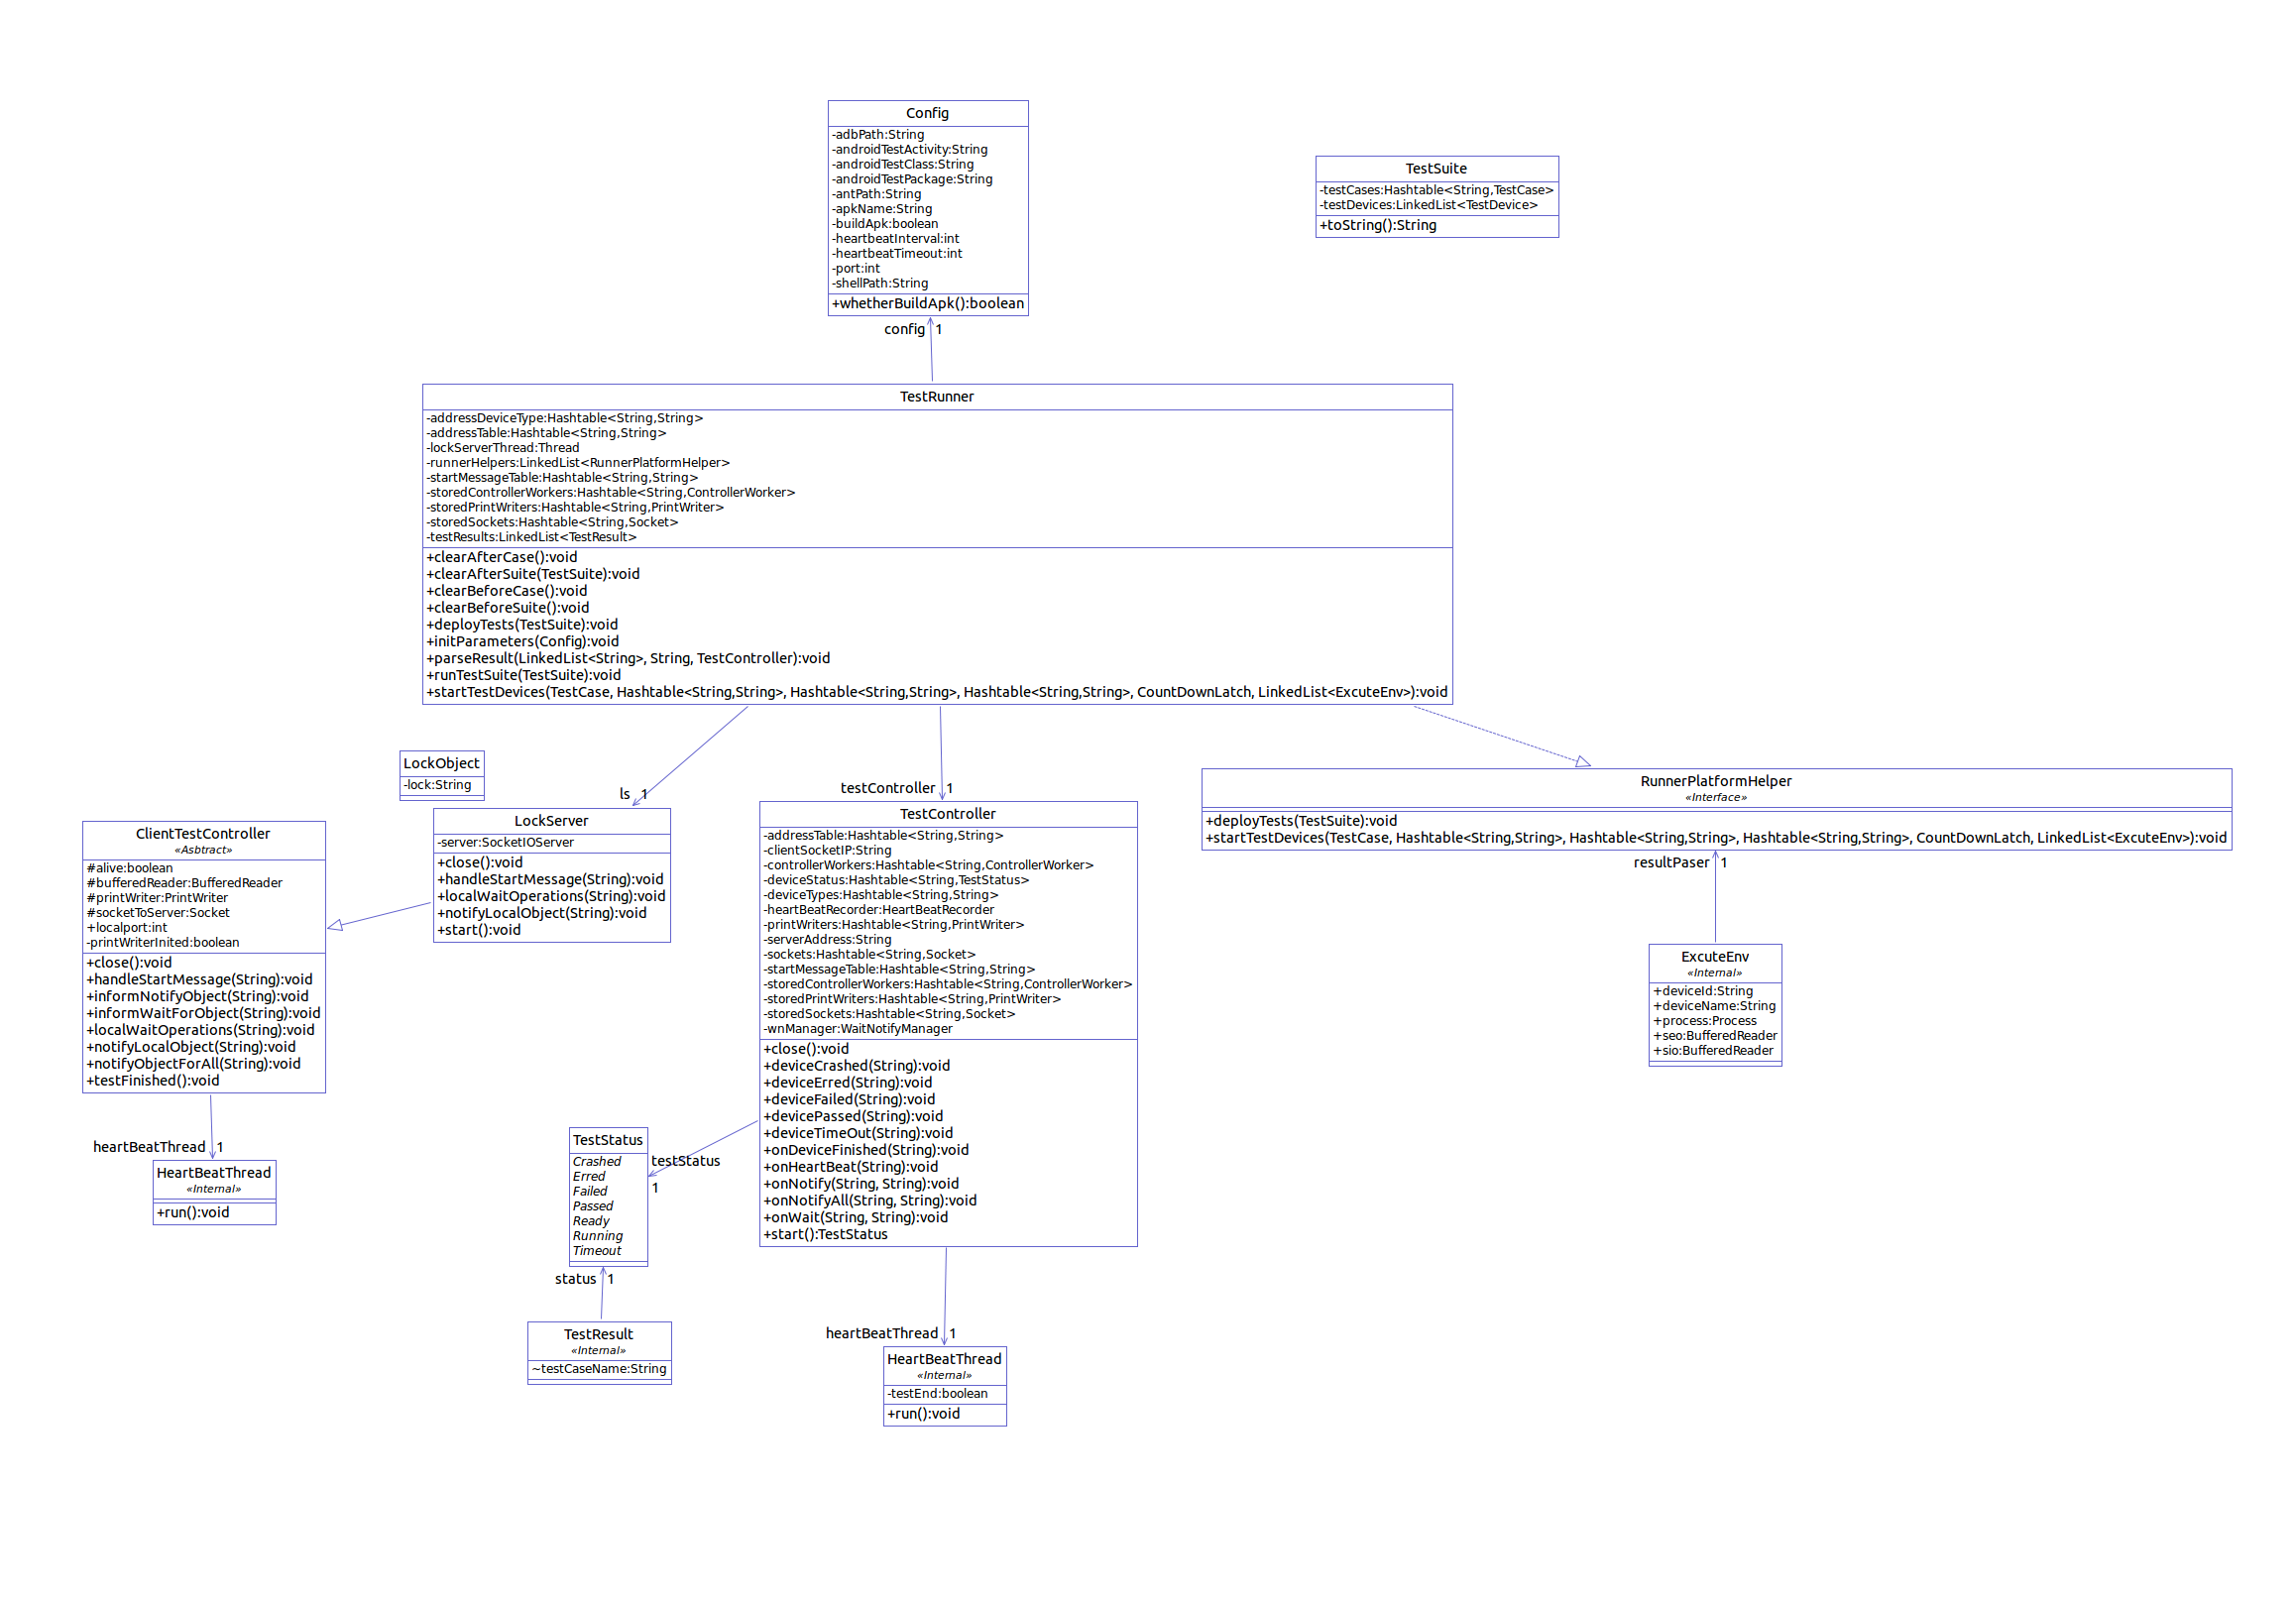 Config
-adbPath:String
-androidTestActivity:String
-androidTestClass:String
-androidTestPackage:String
-antPath:String
-apkName:String
-buildApk:boolean
-heartbeatInterval:int
-heartbeatTimeout:int
-port:int
-shellPath:String
+whetherBuildApk():boolean
config 1
TestSuite
-testCases:Hashtable<String,TestCase>
-testDevices:LinkedList<TestDevice>
+toString():String
TestRunner
-addressDeviceType:Hashtable<String,String>
-addressTable:Hashtable<String,String>
-lockServerThread:Thread
-runnerHelpers:LinkedList<RunnerPlatformHelper>
-startMessageTable:Hashtable<String,String>
-storedControllerWorkers:Hashtable<String,ControllerWorker>
-storedPrintWriters:Hashtable<String,PrintWriter>
-storedSockets:Hashtable<String,Socket>
-testResults:LinkedList<TestResult>
+clearAfterCase():void
+clearAfterSuite(TestSuite):void
+clearBeforeCase():void
+clearBeforeSuite():void
+deployTests(TestSuite):void
+initParameters(Config):void
+parseResult(LinkedList<String>, String, TestController):void
+runTestSuite(TestSuite):void
+startTestDevices(TestCase, Hashtable<String,String>, Hashtable<String,String>, Hashtable<String,String>, CountDownLatch, LinkedList<ExcuteEnv>):void
LockObject
-lock:String
ls 1
LockServer
-server:SocketIOServer
+close():void
+handleStartMessage(String):void
+localWaitOperations(String):void
+notifyLocalObject(String):void
+start():void
ClientTestController
«Asbtract»
#alive:boolean
#bufferedReader:BufferedReader
#printWriter:PrintWriter
#socketToServer:Socket
+localport:int
-printWriterInited:boolean
+close():void
+handleStartMessage(String):void
+informNotifyObject(String):void
+informWaitForObject(String):void
+localWaitOperations(String):void
+notifyLocalObject(String):void
+notifyObjectForAll(String):void
+testFinished():void
heartBeatThread 1
HeartBeatThread
«Internal»
+run():void
testController 1
TestController
-addressTable:Hashtable<String,String>
-clientSocketIP:String
-controllerWorkers:Hashtable<String,ControllerWorker>
-deviceStatus:Hashtable<String,TestStatus>
-deviceTypes:Hashtable<String,String>
-heartBeatRecorder:HeartBeatRecorder
-printWriters:Hashtable<String,PrintWriter>
-serverAddress:String
-sockets:Hashtable<String,Socket>
-startMessageTable:Hashtable<String,String>
-storedControllerWorkers:Hashtable<String,ControllerWorker>
-storedPrintWriters:Hashtable<String,PrintWriter>
-storedSockets:Hashtable<String,Socket>
-wnManager:WaitNotifyManager
+close():void
+deviceCrashed(String):void
+deviceErred(String):void
+deviceFailed(String):void
+devicePassed(String):void
+deviceTimeOut(String):void
+onDeviceFinished(String):void
+onHeartBeat(String):void
+onNotify(String, String):void
+onNotifyAll(String, String):void
+onWait(String, String):void
+start():TestStatus
RunnerPlatformHelper
«Interface»
+deployTests(TestSuite):void
+startTestDevices(TestCase, Hashtable<String,String>, Hashtable<String,String>, Hashtable<String,String>, CountDownLatch, LinkedList<ExcuteEnv>):void
resultPaser 1
ExcuteEnv
«Internal»
+deviceId:String
+deviceName:String
+process:Process
+seo:BufferedReader
+sio:BufferedReader
TestStatus
Crashed
Erred
Failed
Passed
Ready
Running
Timeout
testStatus
1
status 1
TestResult
«Internal»
~testCaseName:String
heartBeatThread 1
HeartBeatThread
«Internal»
-testEnd:boolean
+run():void